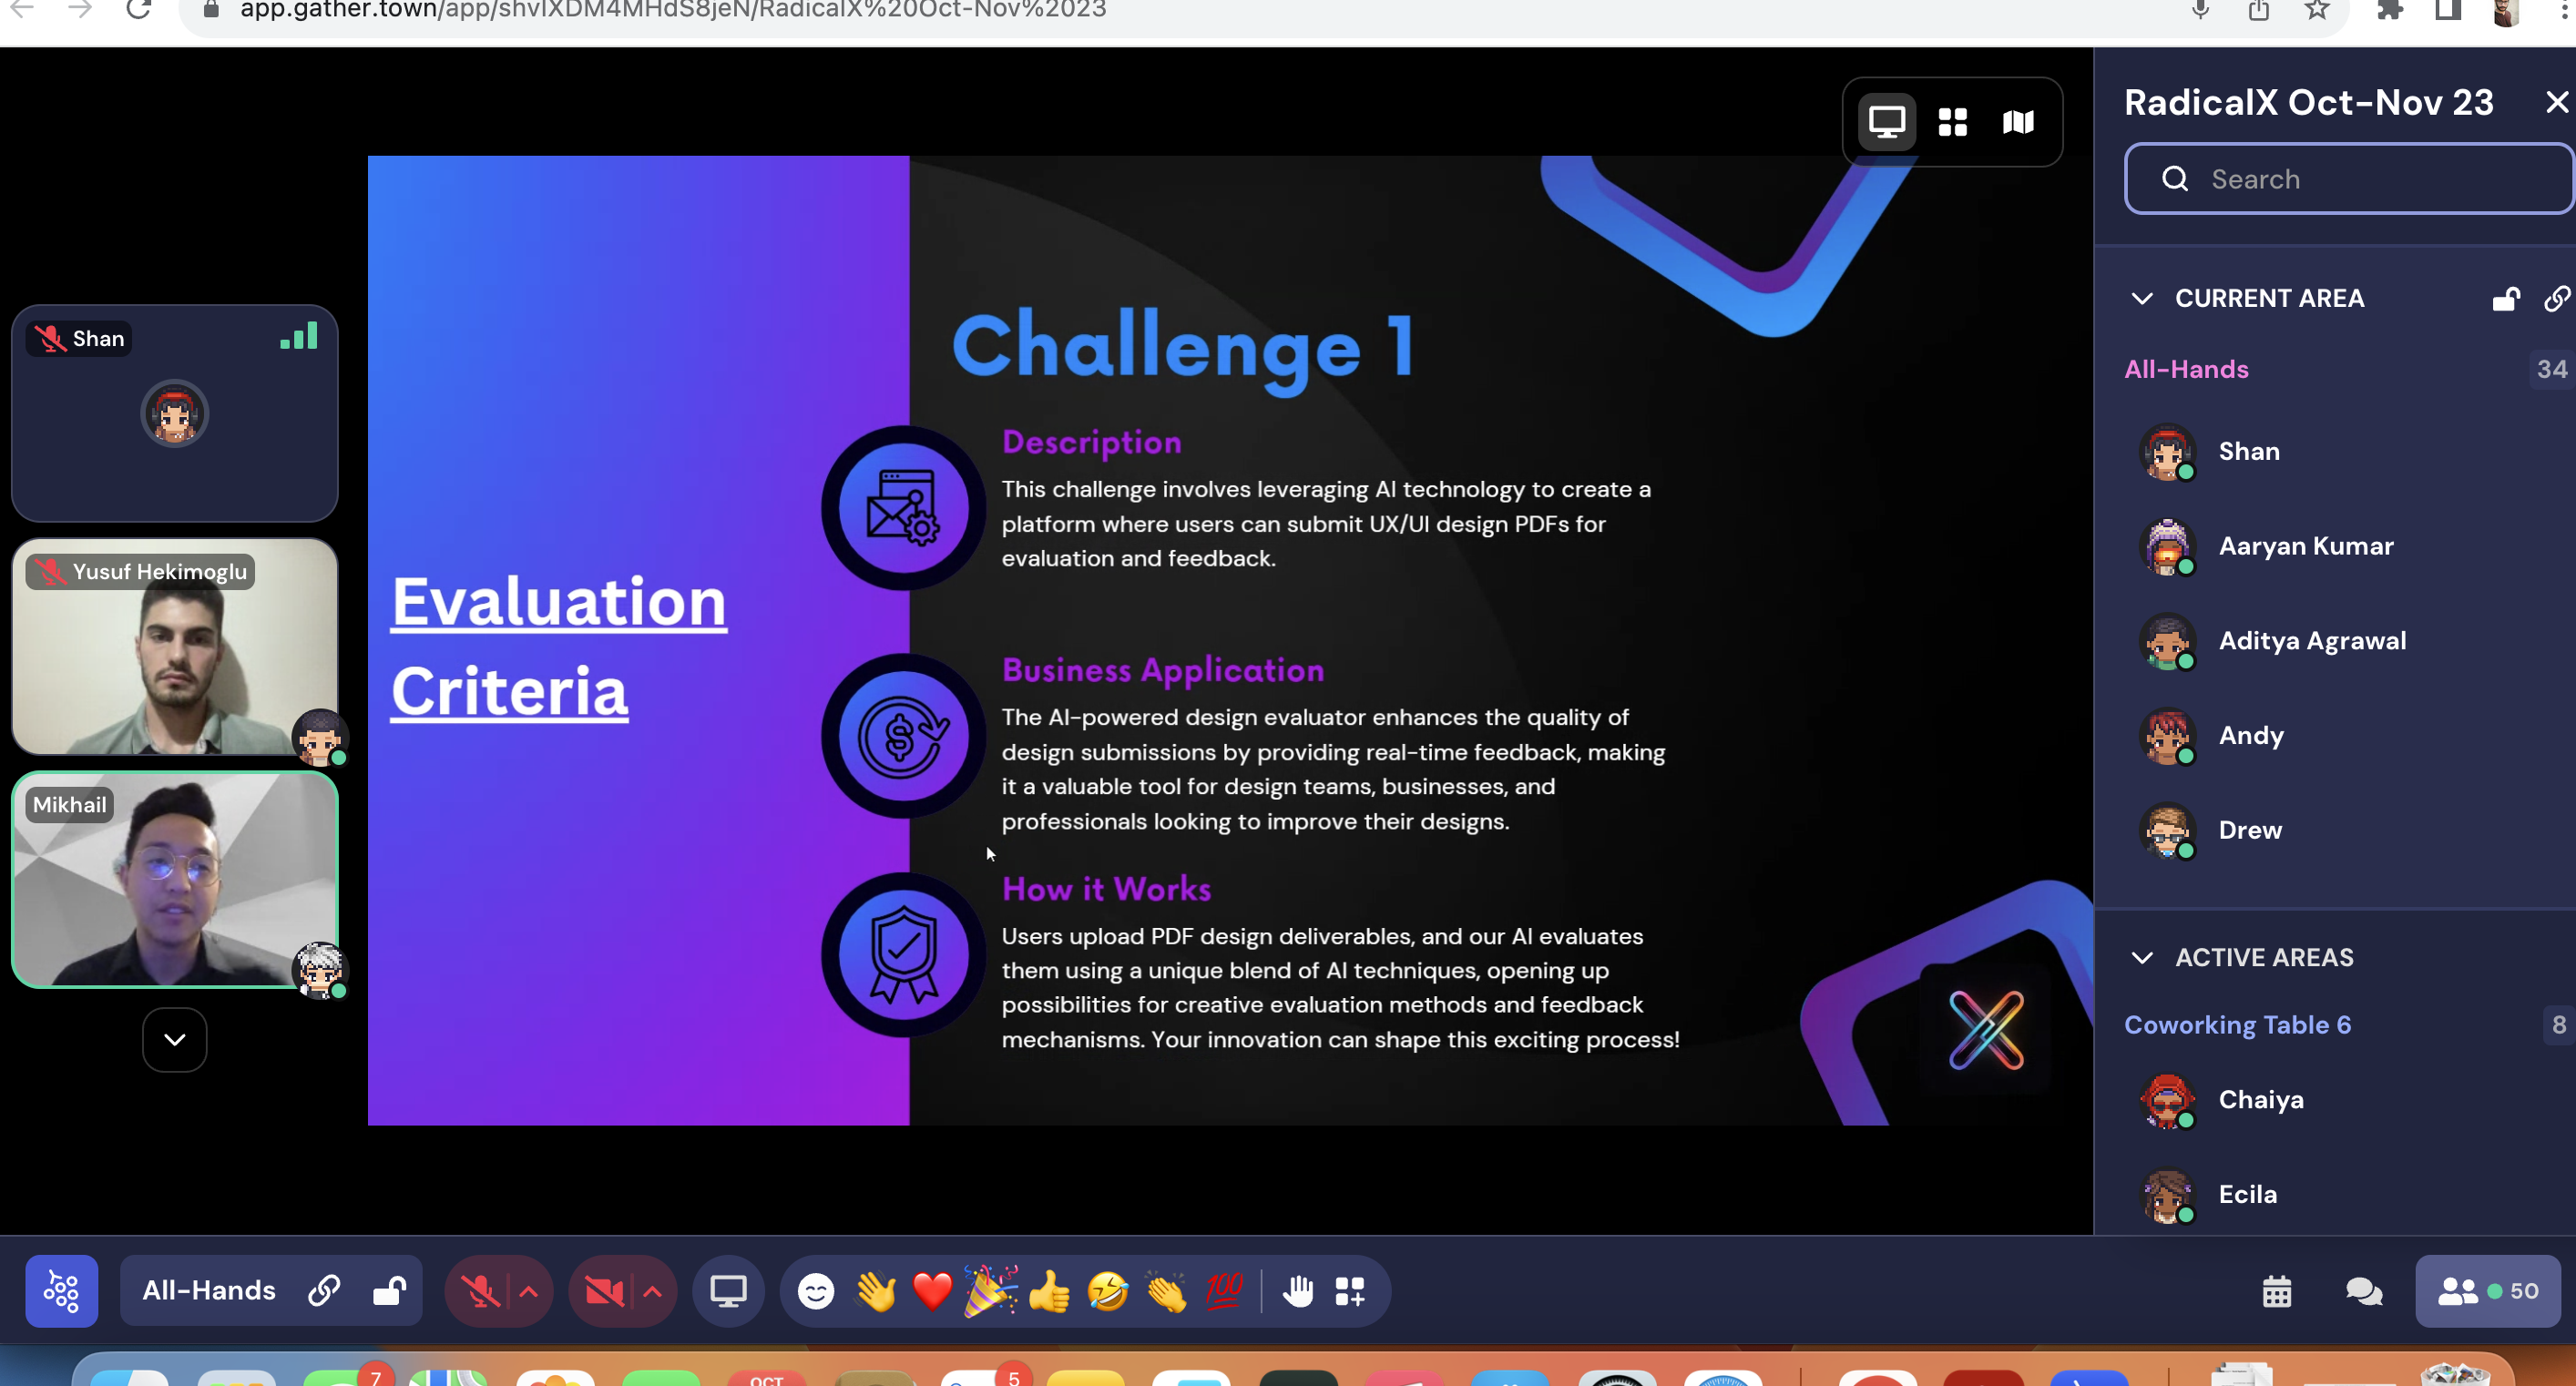 app.gather.town/app/shvIXDM4MHdS8jeN/RadicalX%20Oct-Nov%2023
RadicalX Oct-Nov 23
Search
CURRENT AREA
All-Hands 34
Shan
Aaryan Kumar
Aditya Agrawal
Andy
Drew
ACTIVE AREAS
Coworking Table 6 8
Chaiya
Ecila
Shan
Yusuf Hekimoglu
Mikhail
Evaluation
Criteria
Challenge 1
Description
This challenge involves leveraging AI technology to create a
platform where users can submit UX/UI design PDFs for
evaluation and feedback.
Business Application
The AI-powered design evaluator enhances the quality of
design submissions by providing real-time feedback, making
it a valuable tool for design teams, businesses, and
professionals looking to improve their designs.
How it Works
Users upload PDF design deliverables, and our AI evaluates
them using a unique blend of AI techniques, opening up
possibilities for creative evaluation methods and feedback
mechanisms. Your innovation can shape this exciting process!
All-Hands
100
50
7
OCT
5